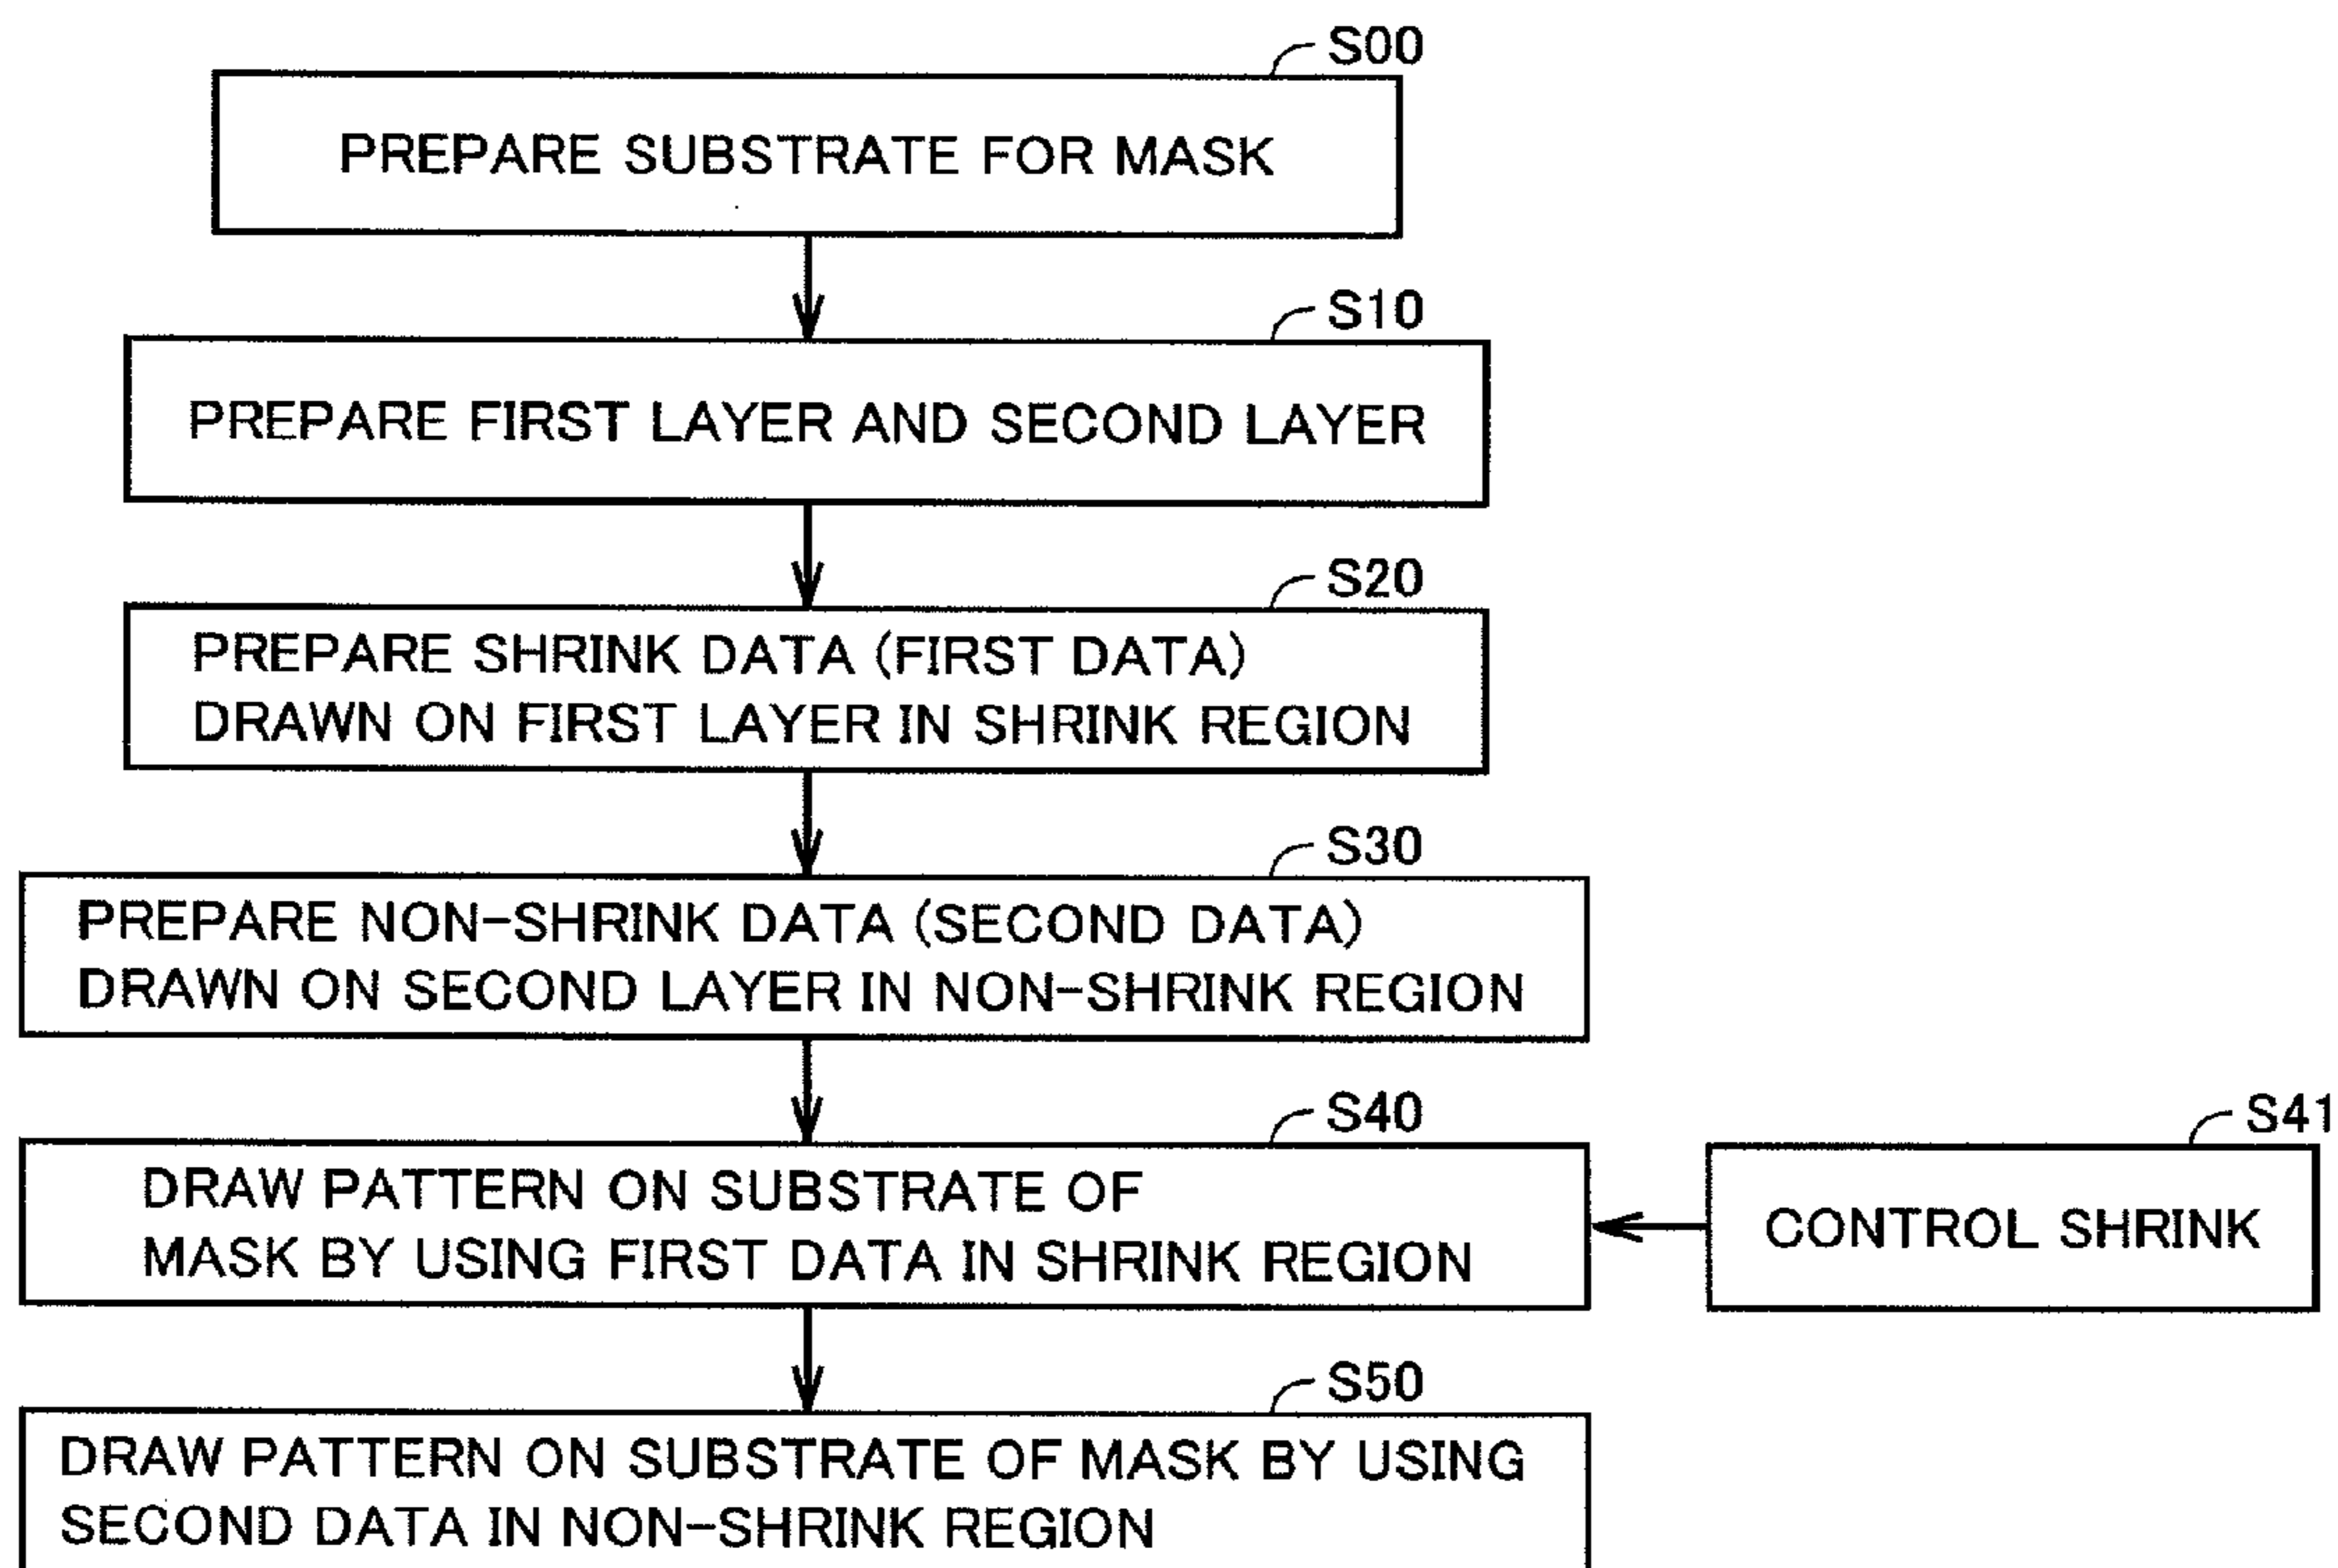 S00
PREPARE SUBSTRATE FOR MASK
S10
PREPARE FIRST LAYER AND SECOND LAYER
S20
PREPARE SHRINK DATA (FIRST DATA)
DRAWN ON FIRST LAYER IN SHRINK REGION
S30
PREPARE NON-SHRINK DATA (SECOND DATA)
DRAWN ON SECOND LAYER IN NON-SHRINK REGION
S40
DRAW PATTERN ON SUBSTRATE OF
MASK BY USING FIRST DATA IN SHRINK REGION
S41
CONTROL SHRINK
S50
DRAW PATTERN ON SUBSTRATE OF MASK BY USING
SECOND DATA IN NON-SHRINK REGION